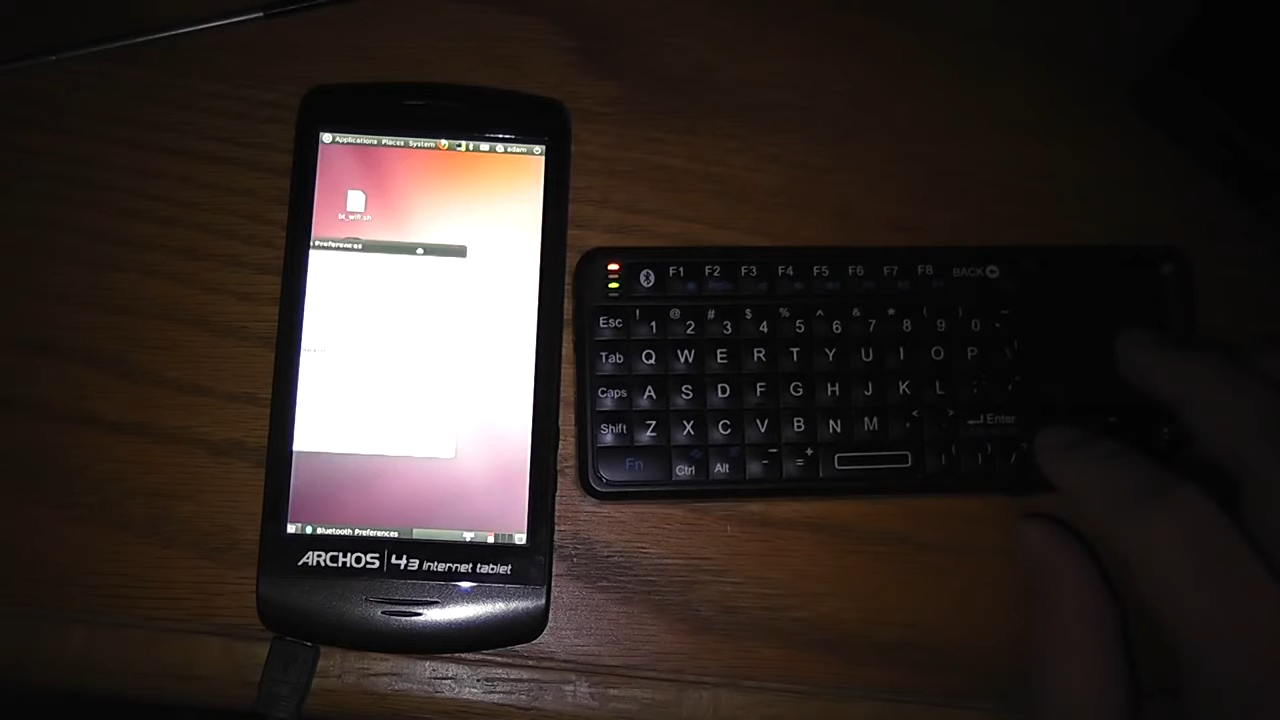 Applications Places System adam
bt_wifi.sh
Preferences
Bluetooth Preferences
ARCHOS 43 internet tablet
F1 F2 F3 F4 F5 F6 F7 F8 BACK
! @ # $ % ^ & * ( )
Esc 1 2 3 4 5 6 7 8 9 0
Tab Q W E R T Y U I O P
Caps A S D F G H J K L
< >
Shift Z X C V B N M Enter
Fn Ctrl Alt - = +